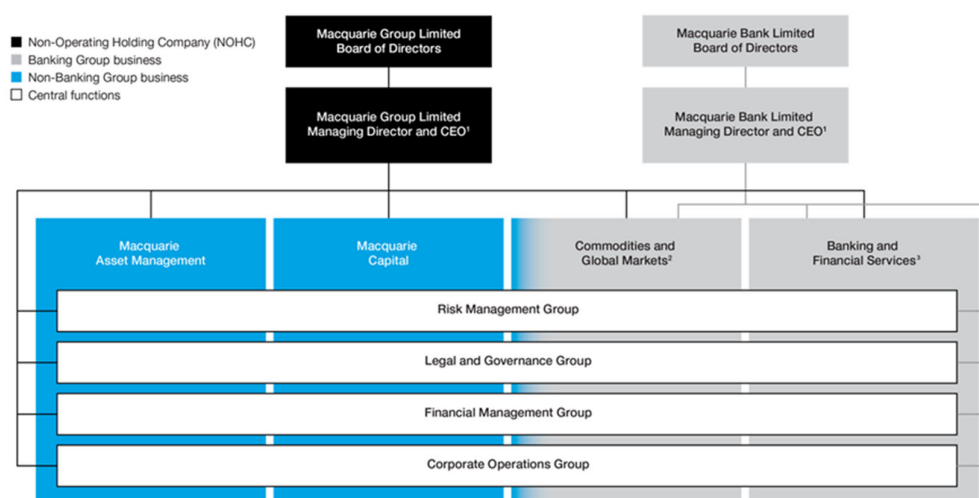 Non-Operating Holding Company (NOHC)
Banking Group business
Non-Banking Group business
Central functions
Macquarie Group Limited
Board of Directors
Macquarie Bank Limited
Board of Directors
Macquarie Group Limited
Managing Director and CEO¹
Macquarie Bank Limited
Managing Director and CEO¹
Macquarie
Asset Management
Macquarie
Capital
Commodities and
Global Markets²
Banking and
Financial Services³
Risk Management Group
Legal and Governance Group
Financial Management Group
Corporate Operations Group